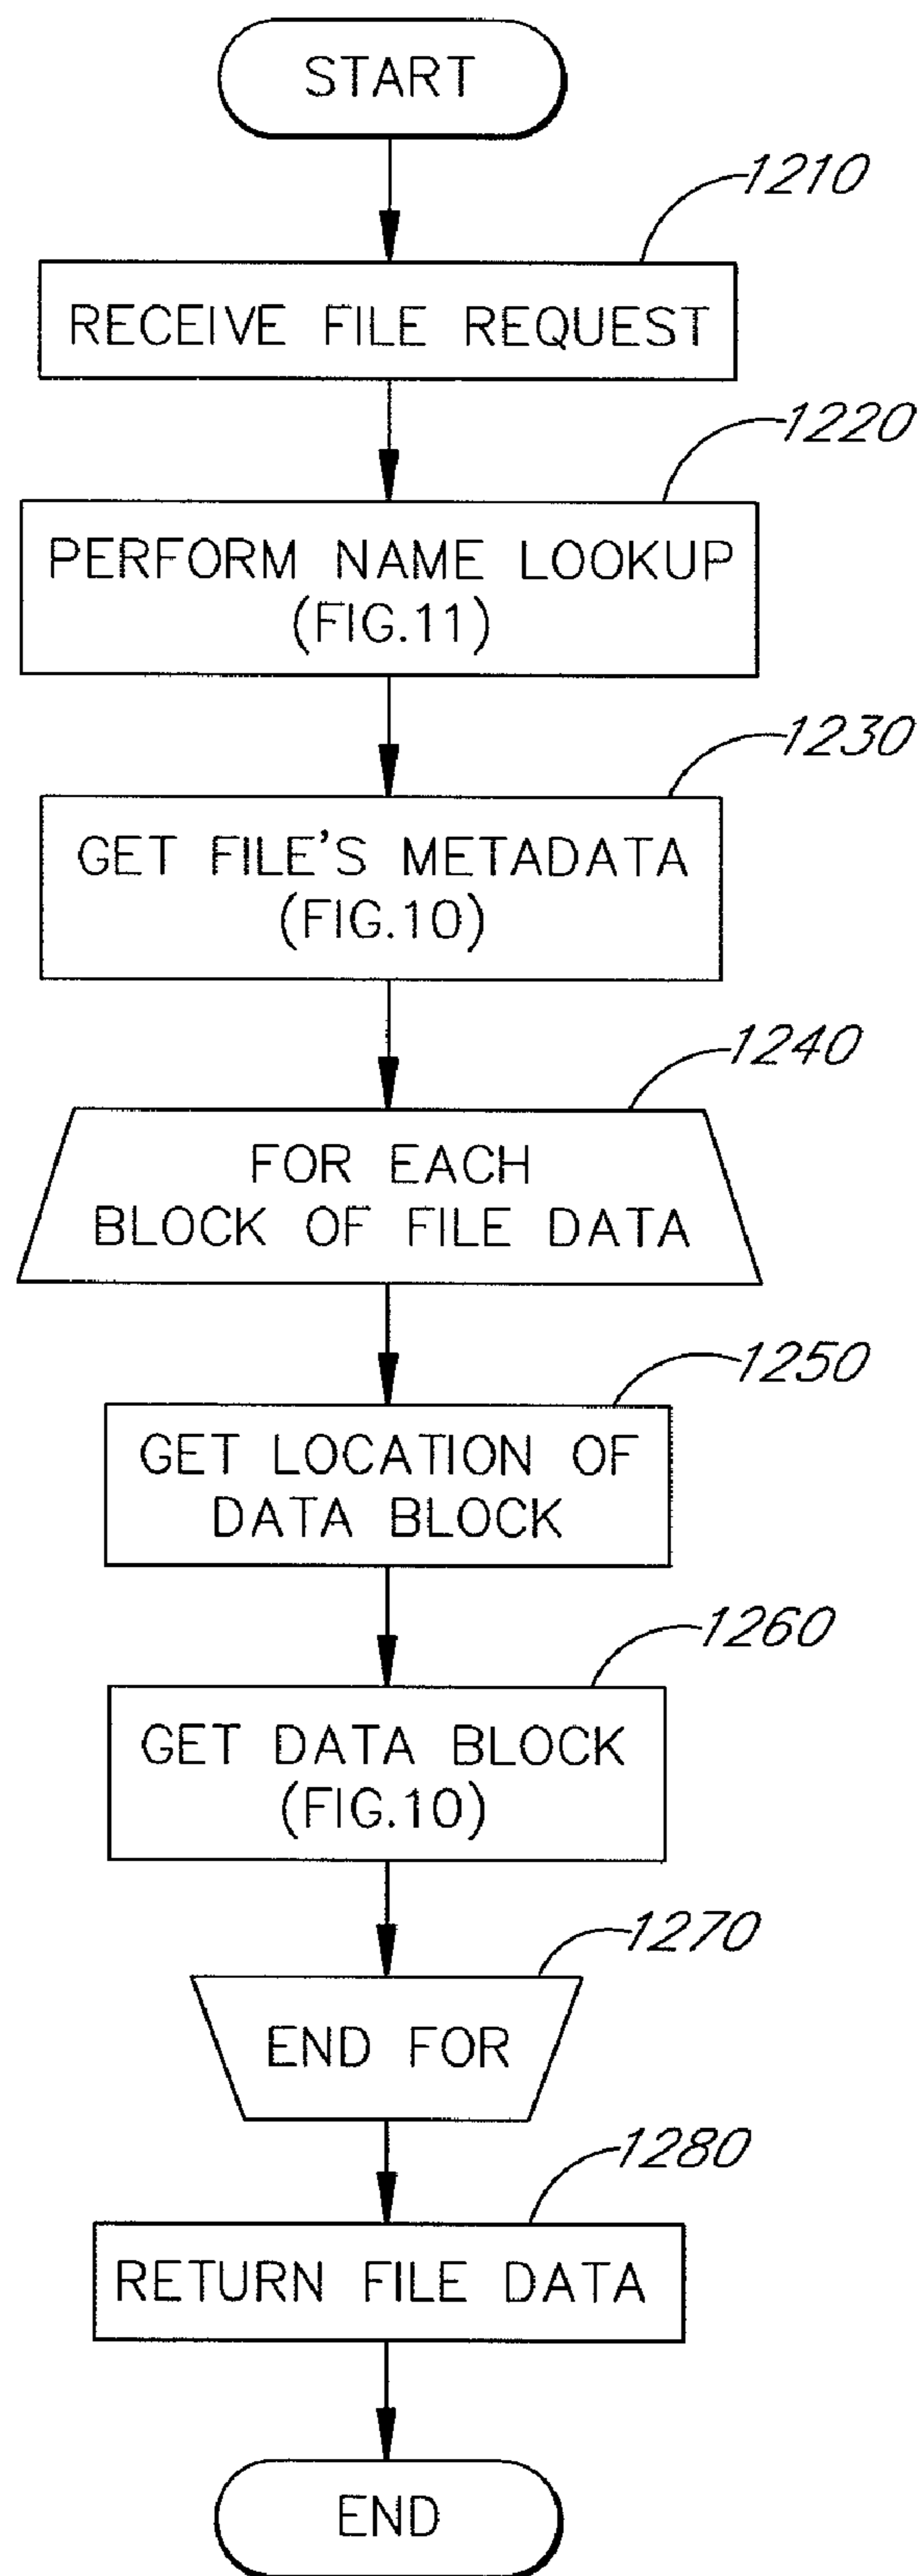 START
1210
RECEIVE FILE REQUEST
1220
PERFORM NAME LOOKUP
(FIG.11)
1230
GET FILE'S METADATA
(FIG.10)
1240
FOR EACH
BLOCK OF FILE DATA
1250
GET LOCATION OF
DATA BLOCK
1260
GET DATA BLOCK
(FIG.10)
1270
END FOR
1280
RETURN FILE DATA
END